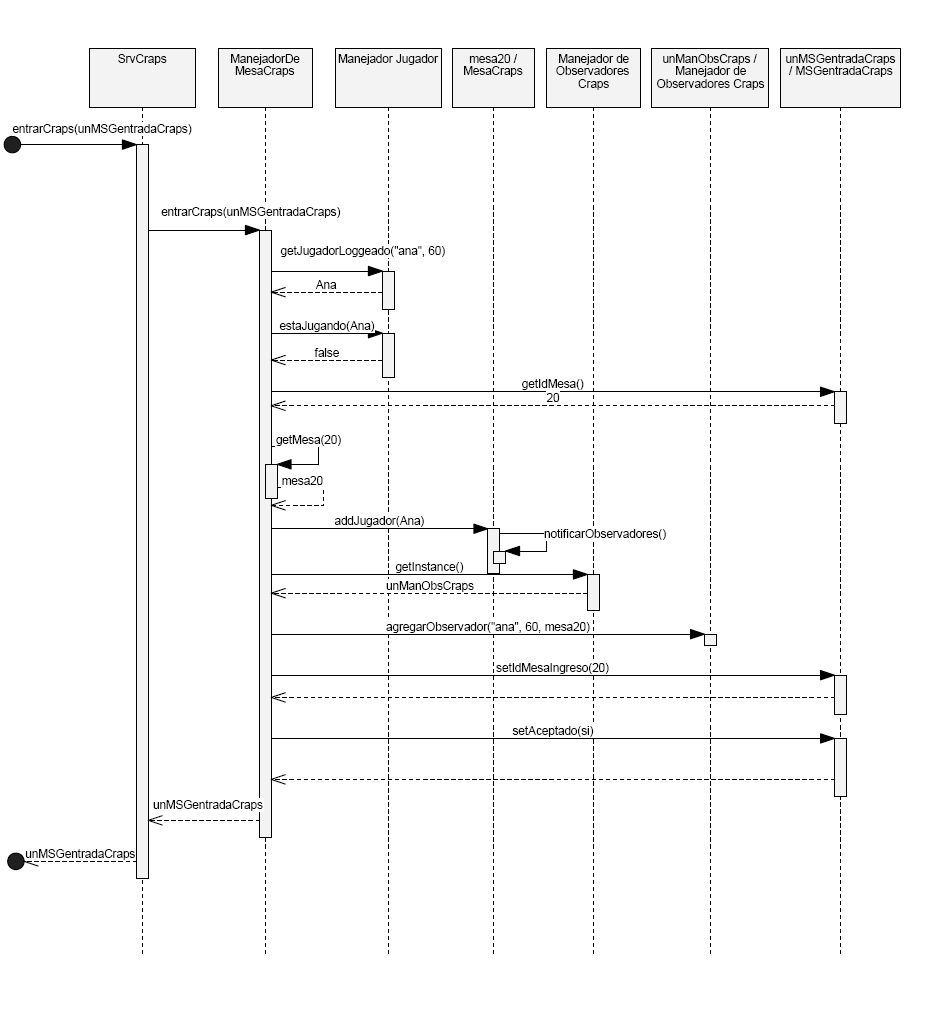 SrvCraps
ManejadorDe
MesaCraps
Manejador Jugador
mesa20 /
MesaCraps
Manejador de
Observadores
Craps
unManObsCraps /
Manejador de
Observadores Craps
unMSGentradaCraps
/ MSGentradaCraps
entrarCraps(unMSGentradaCraps)
entrarCraps(unMSGentradaCraps)
getJugadorLoggeado("ana", 60)
Ana
estaJugando(Ana)
false
getIdMesa()
20
getMesa(20)
mesa20
addJugador(Ana)
notificarObservadores()
getInstance()
unManObsCraps
agregarObservador("ana", 60, mesa20)
setIdMesaIngreso(20)
setAceptado(si)
unMSGentradaCraps
unMSGentradaCraps